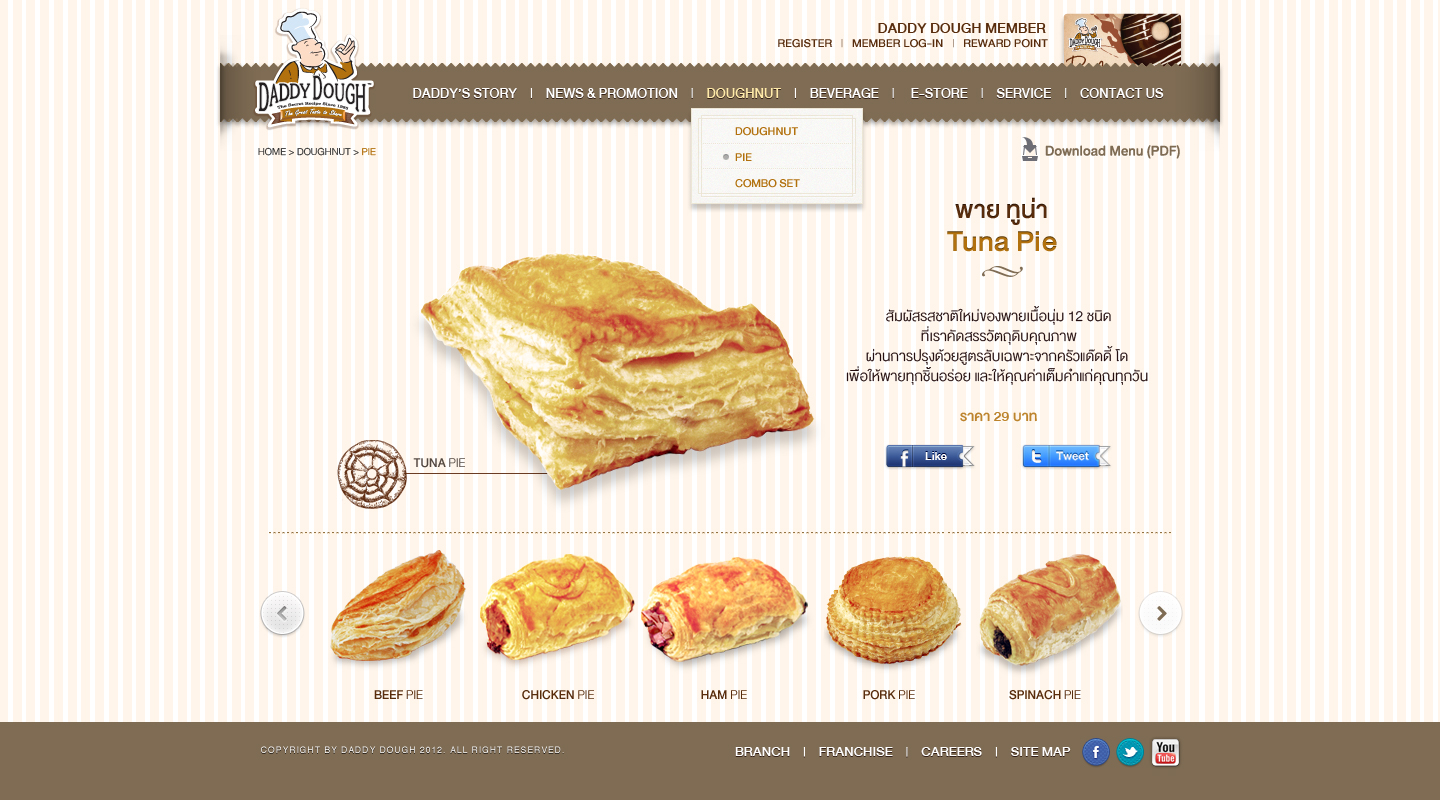 DADDY DOUGH MEMBER
REGISTER | MEMBER LOG-IN | REWARD POINT
DADDY DOUGH
DADDY DOUGH
The Secret Recipe Since 1990
The Great Taste to Share
DADDY'S STORY | NEWS & PROMOTION | DOUGHNUT | BEVERAGE | E-STORE | SERVICE | CONTACT US
DOUGHNUT
PIE
COMBO SET
HOME > DOUGHNUT > PIE
Download Menu (PDF)
พาย ทูน่า
Tuna Pie
สัมผัสรสชาติใหม่ของพายเนื้อนุ่ม 12 ชนิด
ที่เราคัดสรรวัตถุดิบคุณภาพ
ผ่านการปรุงด้วยสูตรลับเฉพาะจากครัวแด๊ดดี้ โด
เพื่อให้พายทุกชิ้นอร่อย และให้คุณค่าเต็มคำแก่คุณทุกวัน
ราคา 29 บาท
f Like
t Tweet
TUNA PIE
BEEF PIE
CHICKEN PIE
HAM PIE
PORK PIE
SPINACH PIE
COPYRIGHT BY DADDY DOUGH 2012. ALL RIGHT RESERVED.
BRANCH | FRANCHISE | CAREERS | SITE MAP
f
You
Tube